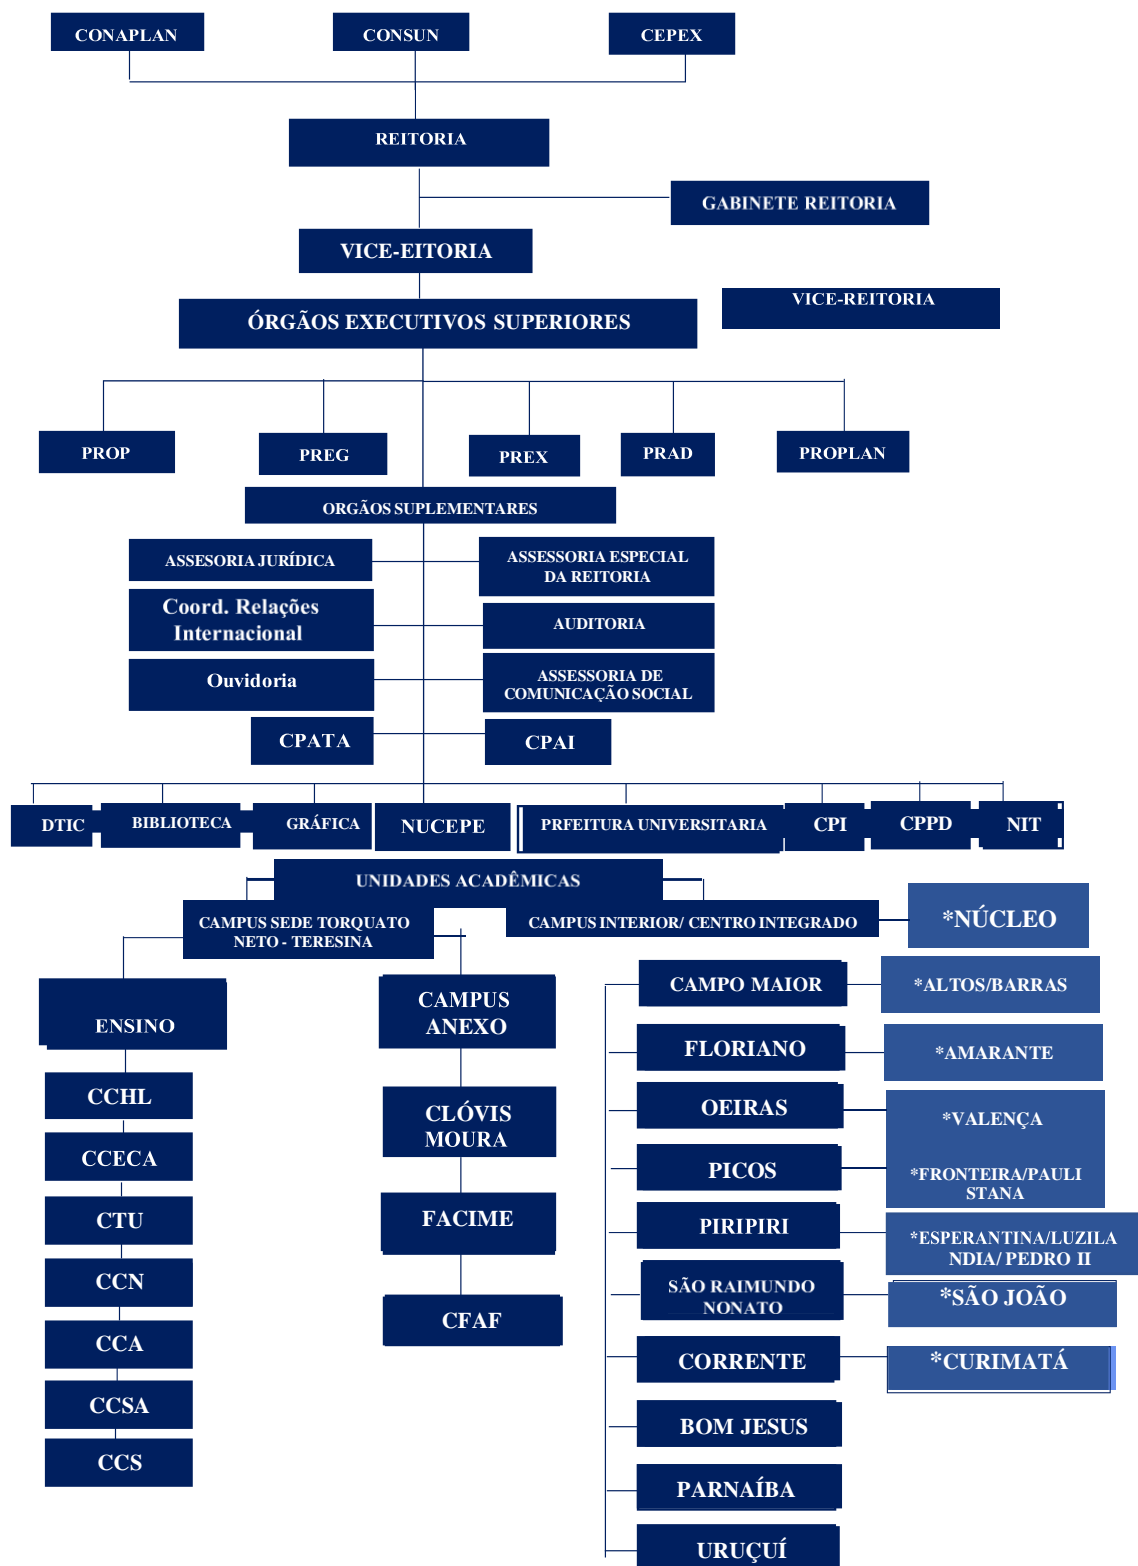 CONAPLAN
CONSUN
CEPEX
REITORIA
GABINETE REITORIA
VICE-EITORIA
VICE-REITORIA
ÓRGÃOS EXECUTIVOS SUPERIORES
PROP
PREG
PREX
PRAD
PROPLAN
ORGÃOS SUPLEMENTARES
ASSESORIA JURÍDICA
ASSESSORIA ESPECIAL
DA REITORIA
Coord. Relações
Internacional
AUDITORIA
Ouvidoria
ASSESSORIA DE
COMUNICAÇÃO SOCIAL
CPATA
CPAI
DTIC
BIBLIOTECA
GRÁFICA
NUCEPE
PRFEITURA UNIVERSITARIA
CPI
CPPD
NIT
UNIDADES ACADÊMICAS
CAMPUS SEDE TORQUATO
NETO - TERESINA
CAMPUS INTERIOR/ CENTRO INTEGRADO
*NÚCLEO
ENSINO
CCHL
CCECA
CTU
CCN
CCA
CCSA
CCS
CAMPUS
ANEXO
CLÓVIS
MOURA
FACIME
CFAF
CAMPO MAIOR
*ALTOS/BARRAS
FLORIANO
*AMARANTE
OEIRAS
*VALENÇA
PICOS
*FRONTEIRA/PAULI
STANA
PIRIPIRI
*ESPERANTINA/LUZILA
NDIA/ PEDRO II
SÃO RAIMUNDO
NONATO
*SÃO JOÃO
CORRENTE
*CURIMATÁ
BOM JESUS
PARNAÍBA
URUÇUÍ